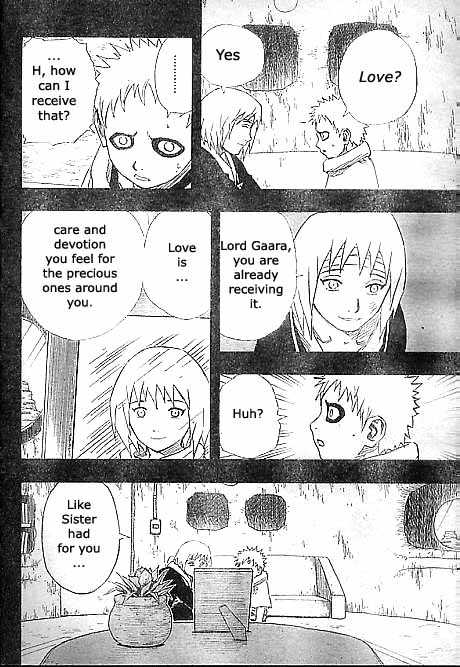 Love?
Yes
........
...
H, how
can I
receive
that?
Lord Gaara,
you are
already
receiving
it.
Huh?
Love
is
...
care and
devotion
you feel for
the precious
ones around
you.
Like
Sister
had
for you
...